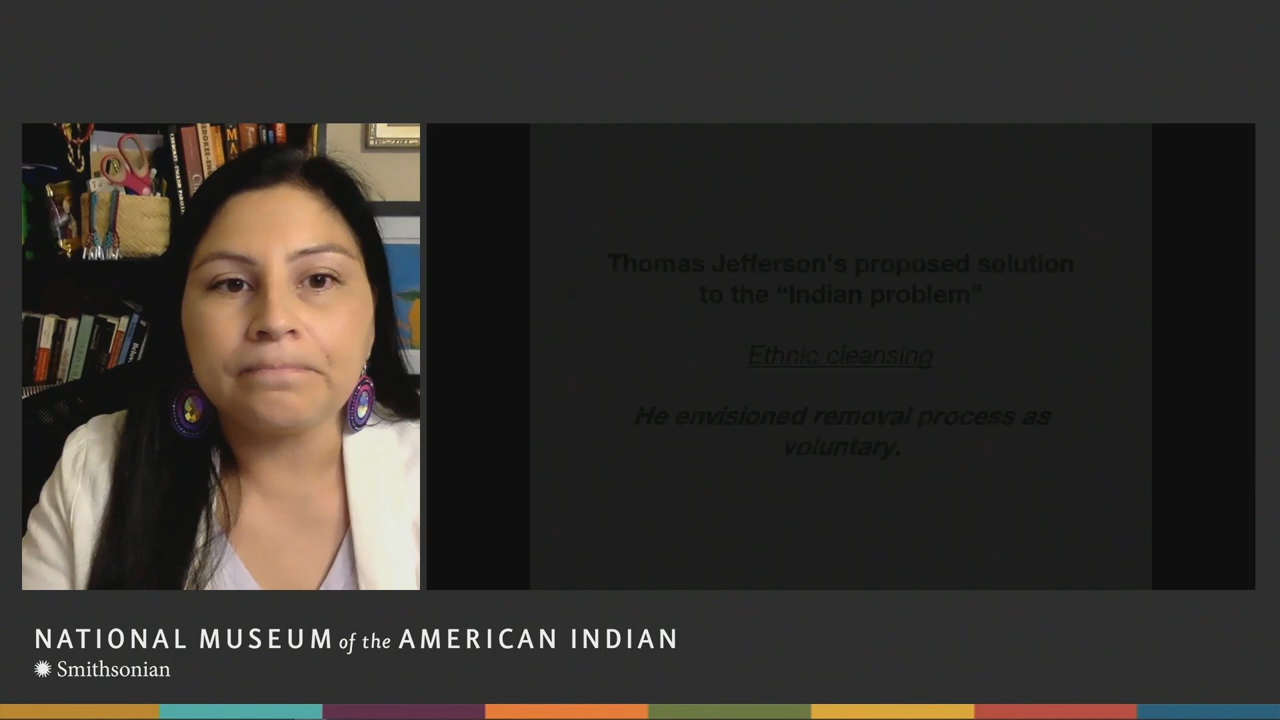 Thomas Jefferson's proposed solution
to the “Indian problem”
Ethnic cleansing
He envisioned removal process as
voluntary.
NATIONAL MUSEUM of the AMERICAN INDIAN
Smithsonian